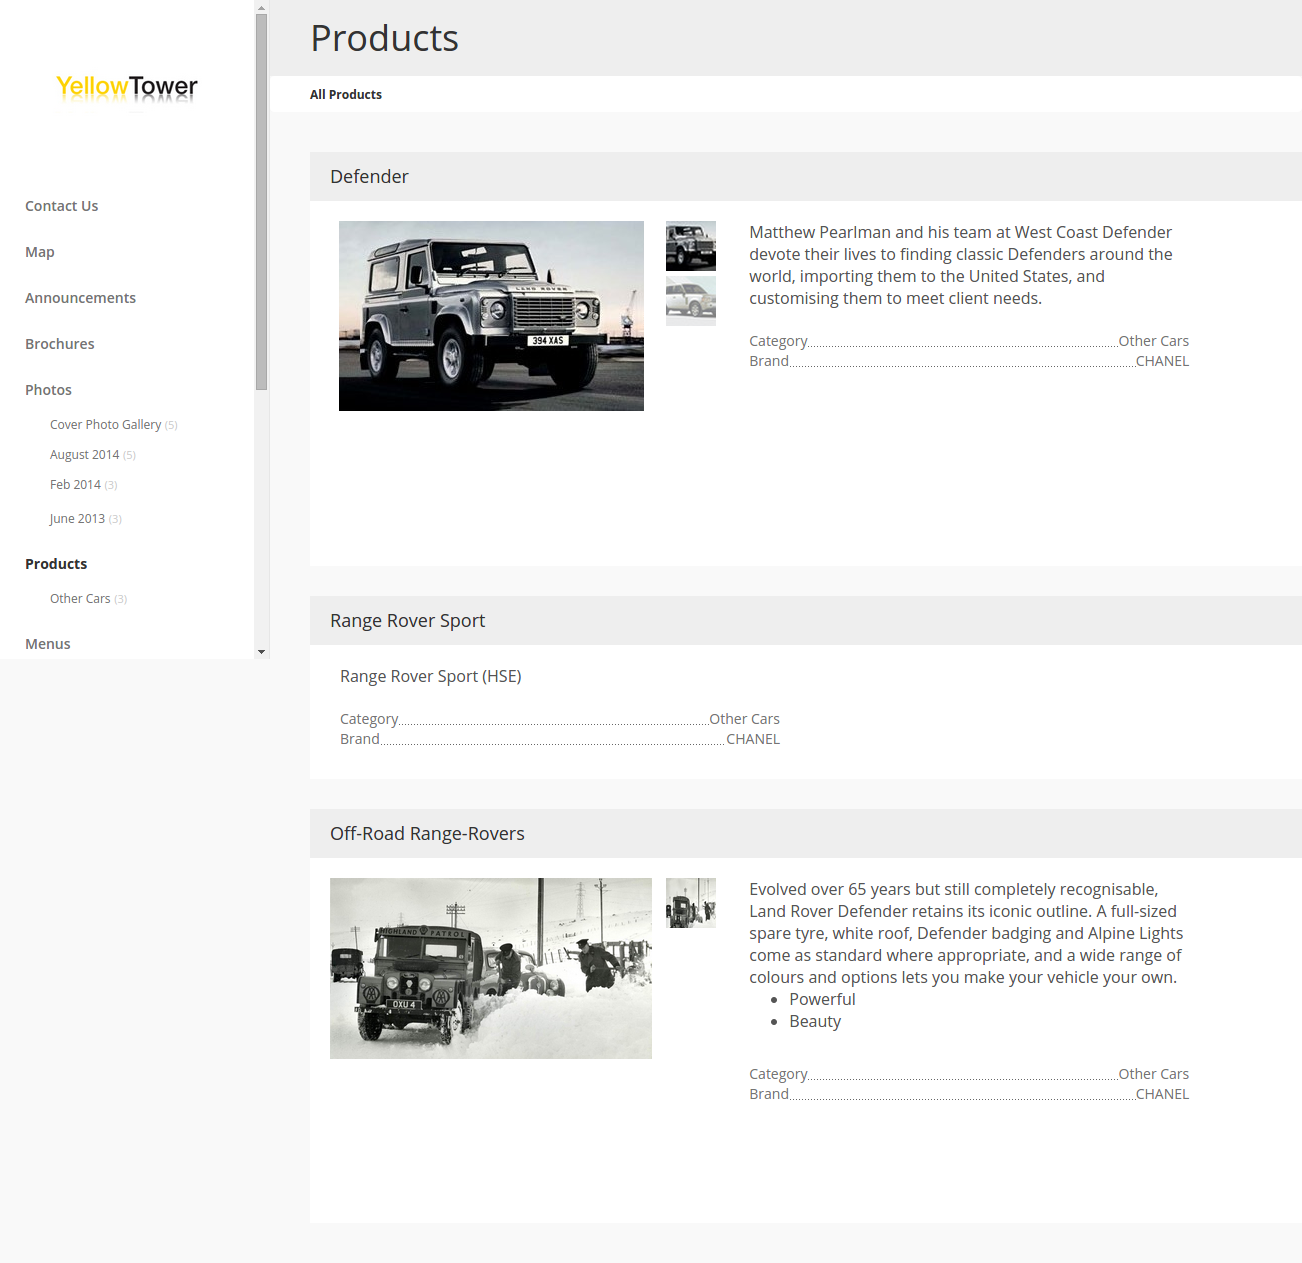 YellowTower
Contact Us
Map
Announcements
Brochures
Photos
Cover Photo Gallery (5)
August 2014 (5)
Feb 2014 (3)
June 2013 (3)
Products
Other Cars (3)
Menus
Products
All Products
Defender
LAND ROVER
394 XAS
Matthew Pearlman and his team at West Coast Defender
devote their lives to finding classic Defenders around the
world, importing them to the United States, and
customising them to meet client needs.
Category Other Cars
Brand CHANEL
Range Rover Sport
Range Rover Sport (HSE)
Category Other Cars
Brand CHANEL
Off-Road Range-Rovers
HIGHLAND PATROL
AA AA
OXU 4
Evolved over 65 years but still completely recognisable,
Land Rover Defender retains its iconic outline. A full-sized
spare tyre, white roof, Defender badging and Alpine Lights
come as standard where appropriate, and a wide range of
colours and options lets you make your vehicle your own.
• Powerful
• Beauty
Category Other Cars
Brand CHANEL